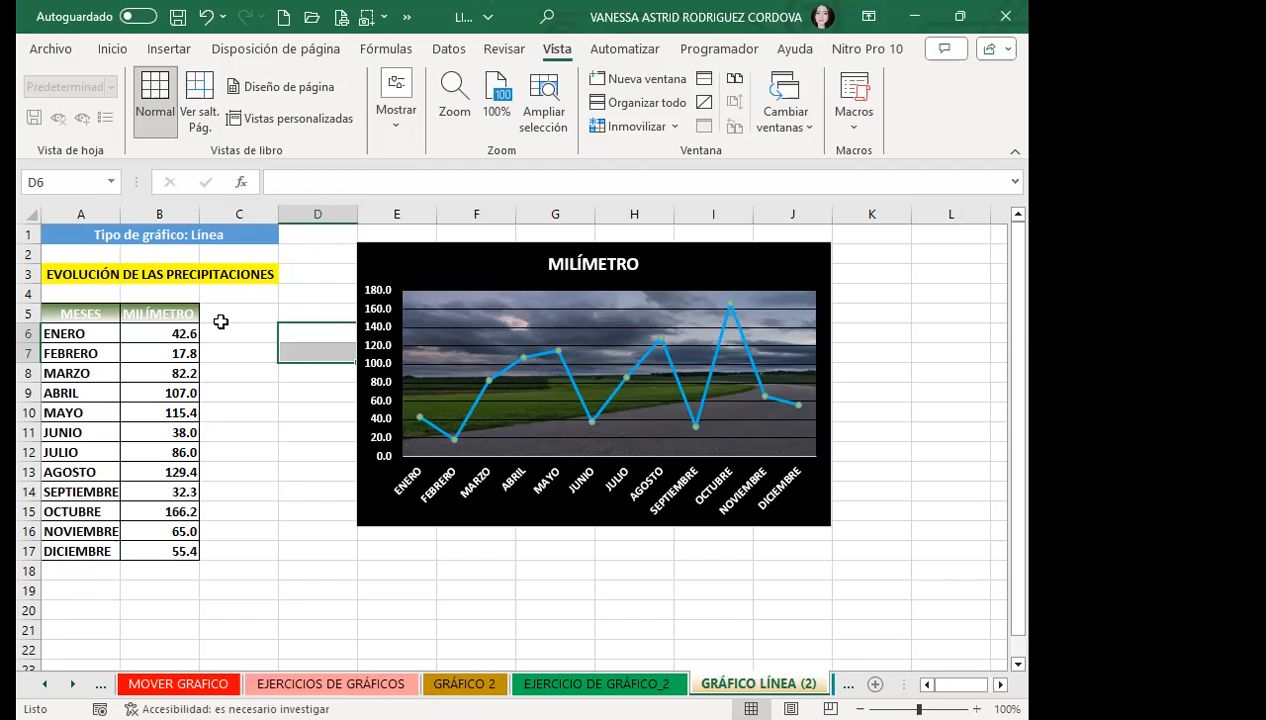 Autoguardado LI... VANESSA ASTRID RODRIGUEZ CORDOVA
Archivo Inicio Insertar Disposición de página Fórmulas Datos Revisar Vista Automatizar Programador Ayuda Nitro Pro 10
Predeterminad
Normal
Ver salt. Pág.
Diseño de página
Vistas personalizadas
Mostrar
Zoom
100
100%
Ampliar selección
Nueva ventana
Organizar todo
Inmovilizar
Cambiar ventanas
Macros
Vista de hoja Vistas de libro Zoom Ventana Macros
D6 fx
A B C D E F G H I J K L
1 Tipo de gráfico: Línea
2
3 EVOLUCIÓN DE LAS PRECIPITACIONES
4
5 MESES MILÍMETRO
6 ENERO 42.6
7 FEBRERO 17.8
8 MARZO 82.2
9 ABRIL 107.0
10 MAYO 115.4
11 JUNIO 38.0
12 JULIO 86.0
13 AGOSTO 129.4
14 SEPTIEMBRE 32.3
15 OCTUBRE 166.2
16 NOVIEMBRE 65.0
17 DICIEMBRE 55.4
18
19
20
21
22
23
MILÍMETRO
180.0
160.0
140.0
120.0
100.0
80.0
60.0
40.0
20.0
0.0
ENERO FEBRERO MARZO ABRIL MAYO JUNIO JULIO AGOSTO SEPTIEMBRE OCTUBRE NOVIEMBRE DICIEMBRE
... MOVER GRAFICO EJERCICIOS DE GRÁFICOS GRÁFICO 2 EJERCICIO DE GRÁFICO_2 GRÁFICO LÍNEA (2) ...
Listo Accesibilidad: es necesario investigar 100%